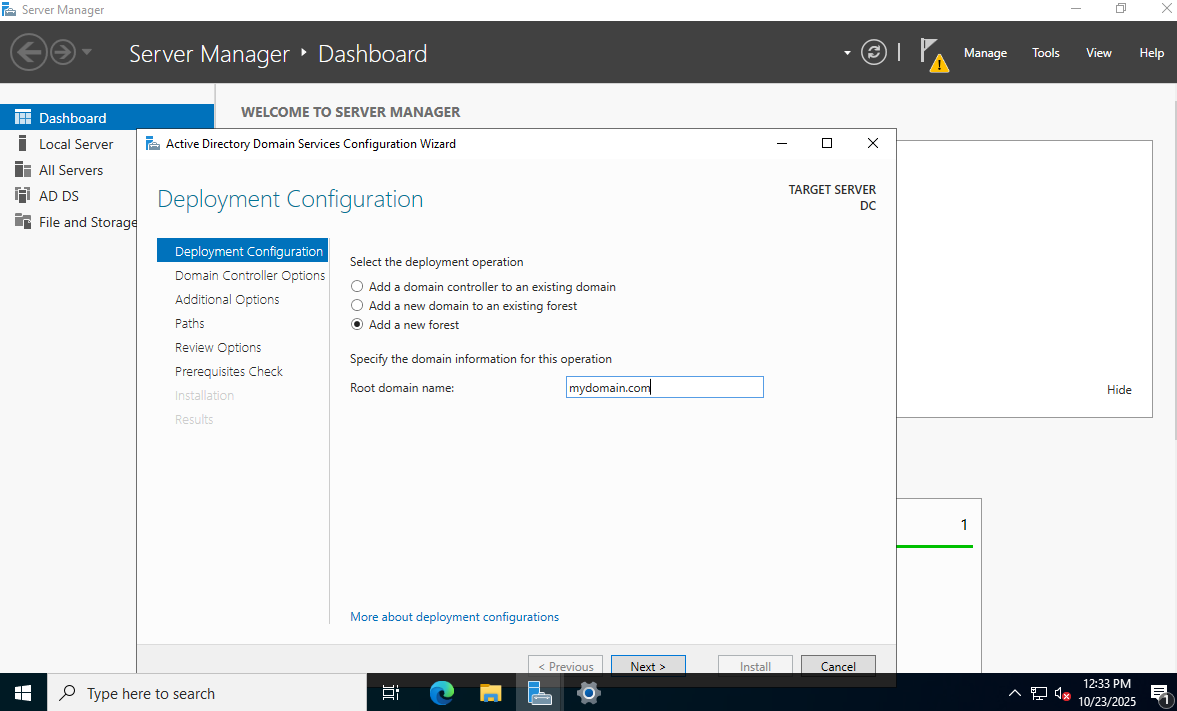 Server Manager
Server Manager ‣ Dashboard
Manage Tools View Help
Dashboard
Local Server
All Servers
AD DS
File and Storage
WELCOME TO SERVER MANAGER
Active Directory Domain Services Configuration Wizard
Deployment Configuration
TARGET SERVER
DC
Deployment Configuration
Domain Controller Options
Additional Options
Paths
Review Options
Prerequisites Check
Installation
Results
Select the deployment operation
Add a domain controller to an existing domain
Add a new domain to an existing forest
Add a new forest
Specify the domain information for this operation
Root domain name: mydomain.com
More about deployment configurations
< Previous Next > Install Cancel
Hide
1
Type here to search
12:33 PM
10/23/2025
1